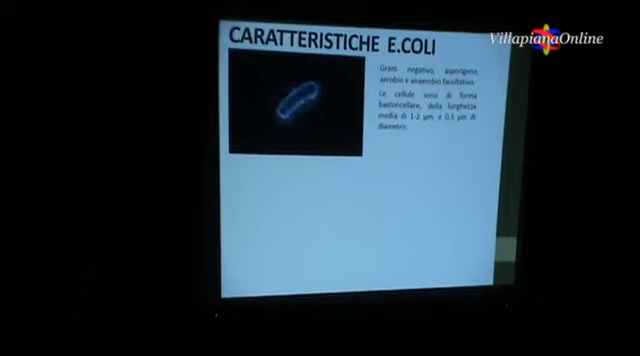 CARATTERISTICHE E.COLI
VillapianaOnline
Gram negativo, asporigeno,
aerobio e anaerobio facoltativo.
Le cellule sono di forma
bastoncellare, della lunghezza
media di 1-2 μm, e 0,5 μm di
diametro.